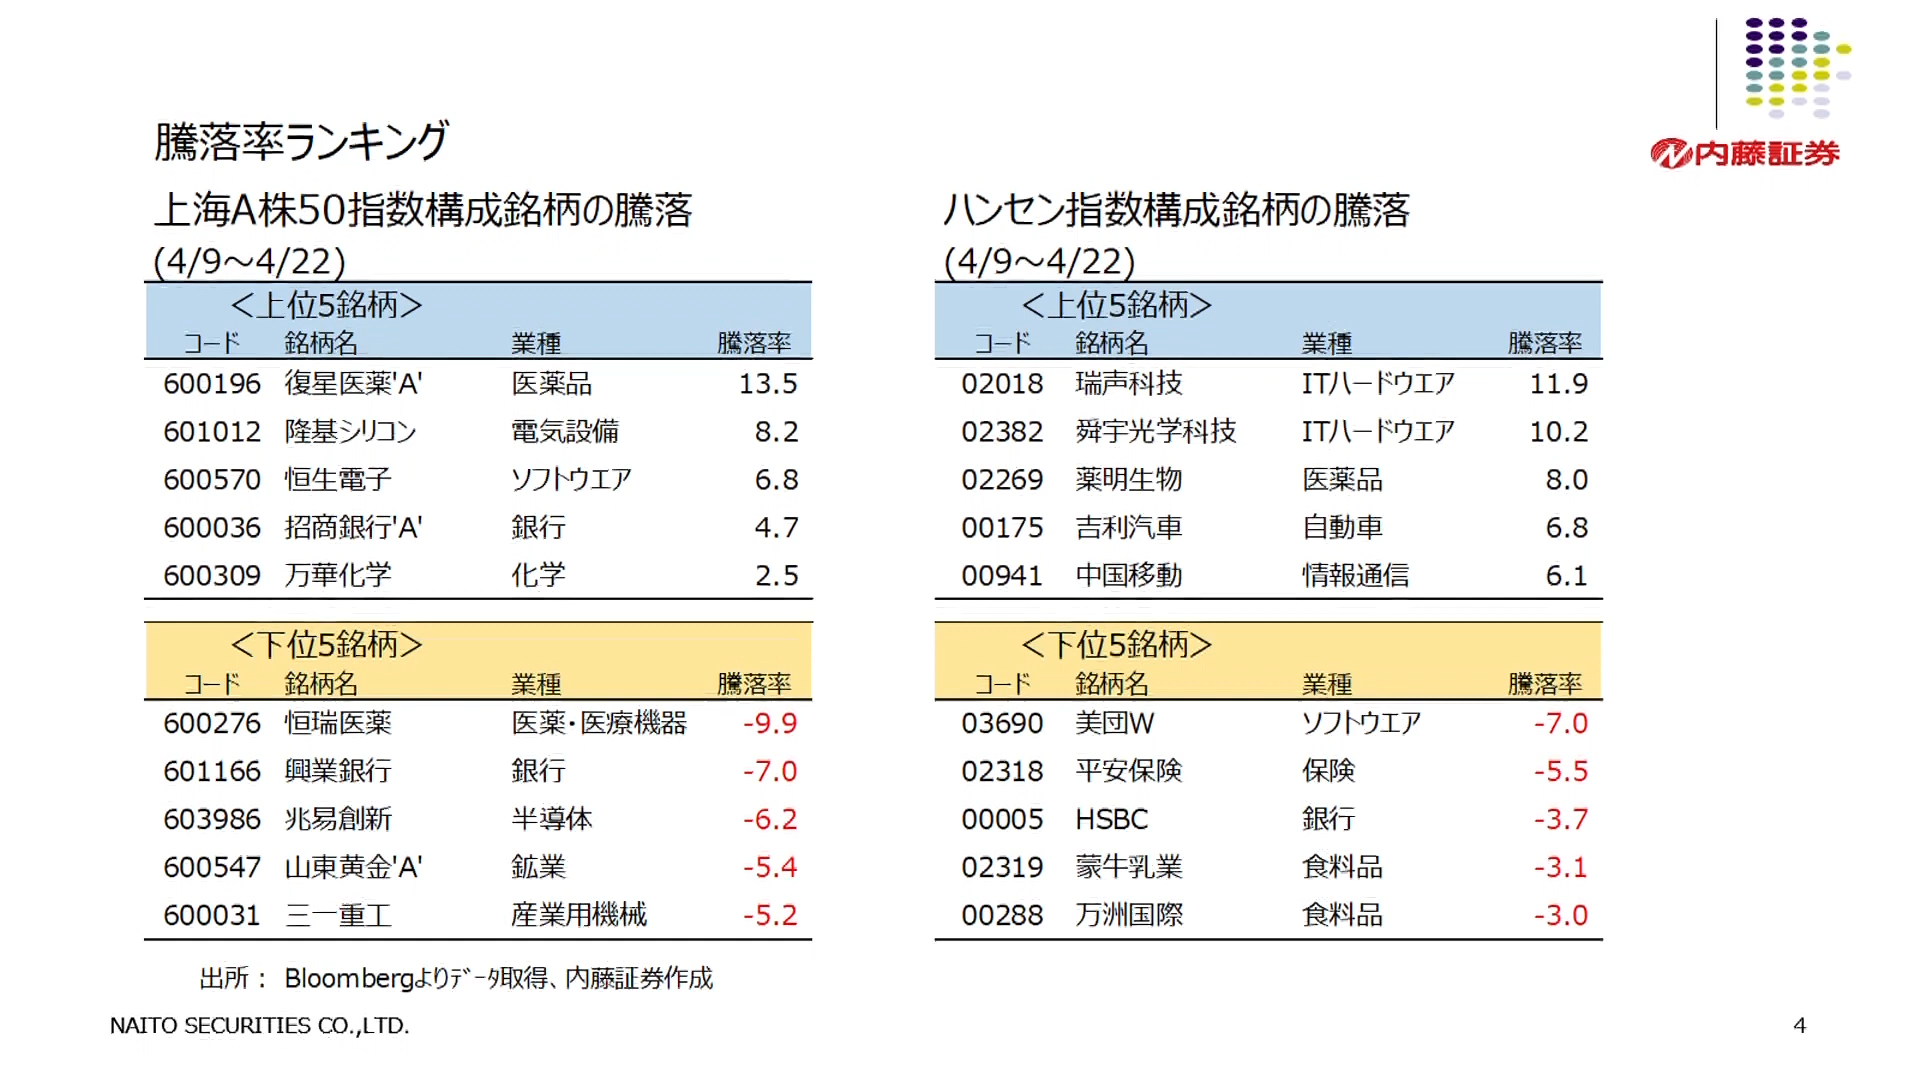 内藤証券
騰落率ランキング
上海A株50指数構成銘柄の騰落
(4/9～4/22)
＜上位5銘柄＞
コード 銘柄名 業種 騰落率
600196 復星医薬'A' 医薬品 13.5
601012 隆基シリコン 電気設備 8.2
600570 恒生電子 ソフトウエア 6.8
600036 招商銀行'A' 銀行 4.7
600309 万華化学 化学 2.5
＜下位5銘柄＞
コード 銘柄名 業種 騰落率
600276 恒瑞医薬 医薬・医療機器 -9.9
601166 興業銀行 銀行 -7.0
603986 兆易創新 半導体 -6.2
600547 山東黄金'A' 鉱業 -5.4
600031 三一重工 産業用機械 -5.2
ハンセン指数構成銘柄の騰落
(4/9～4/22)
＜上位5銘柄＞
コード 銘柄名 業種 騰落率
02018 瑞声科技 ITハードウエア 11.9
02382 舜宇光学科技 ITハードウエア 10.2
02269 薬明生物 医薬品 8.0
00175 吉利汽車 自動車 6.8
00941 中国移動 情報通信 6.1
＜下位5銘柄＞
コード 銘柄名 業種 騰落率
03690 美団W ソフトウエア -7.0
02318 平安保険 保険 -5.5
00005 HSBC 銀行 -3.7
02319 蒙牛乳業 食料品 -3.1
00288 万洲国際 食料品 -3.0
出所： Bloombergよりﾃﾞｰﾀ取得、内藤証券作成
NAITO SECURITIES CO.,LTD.
4